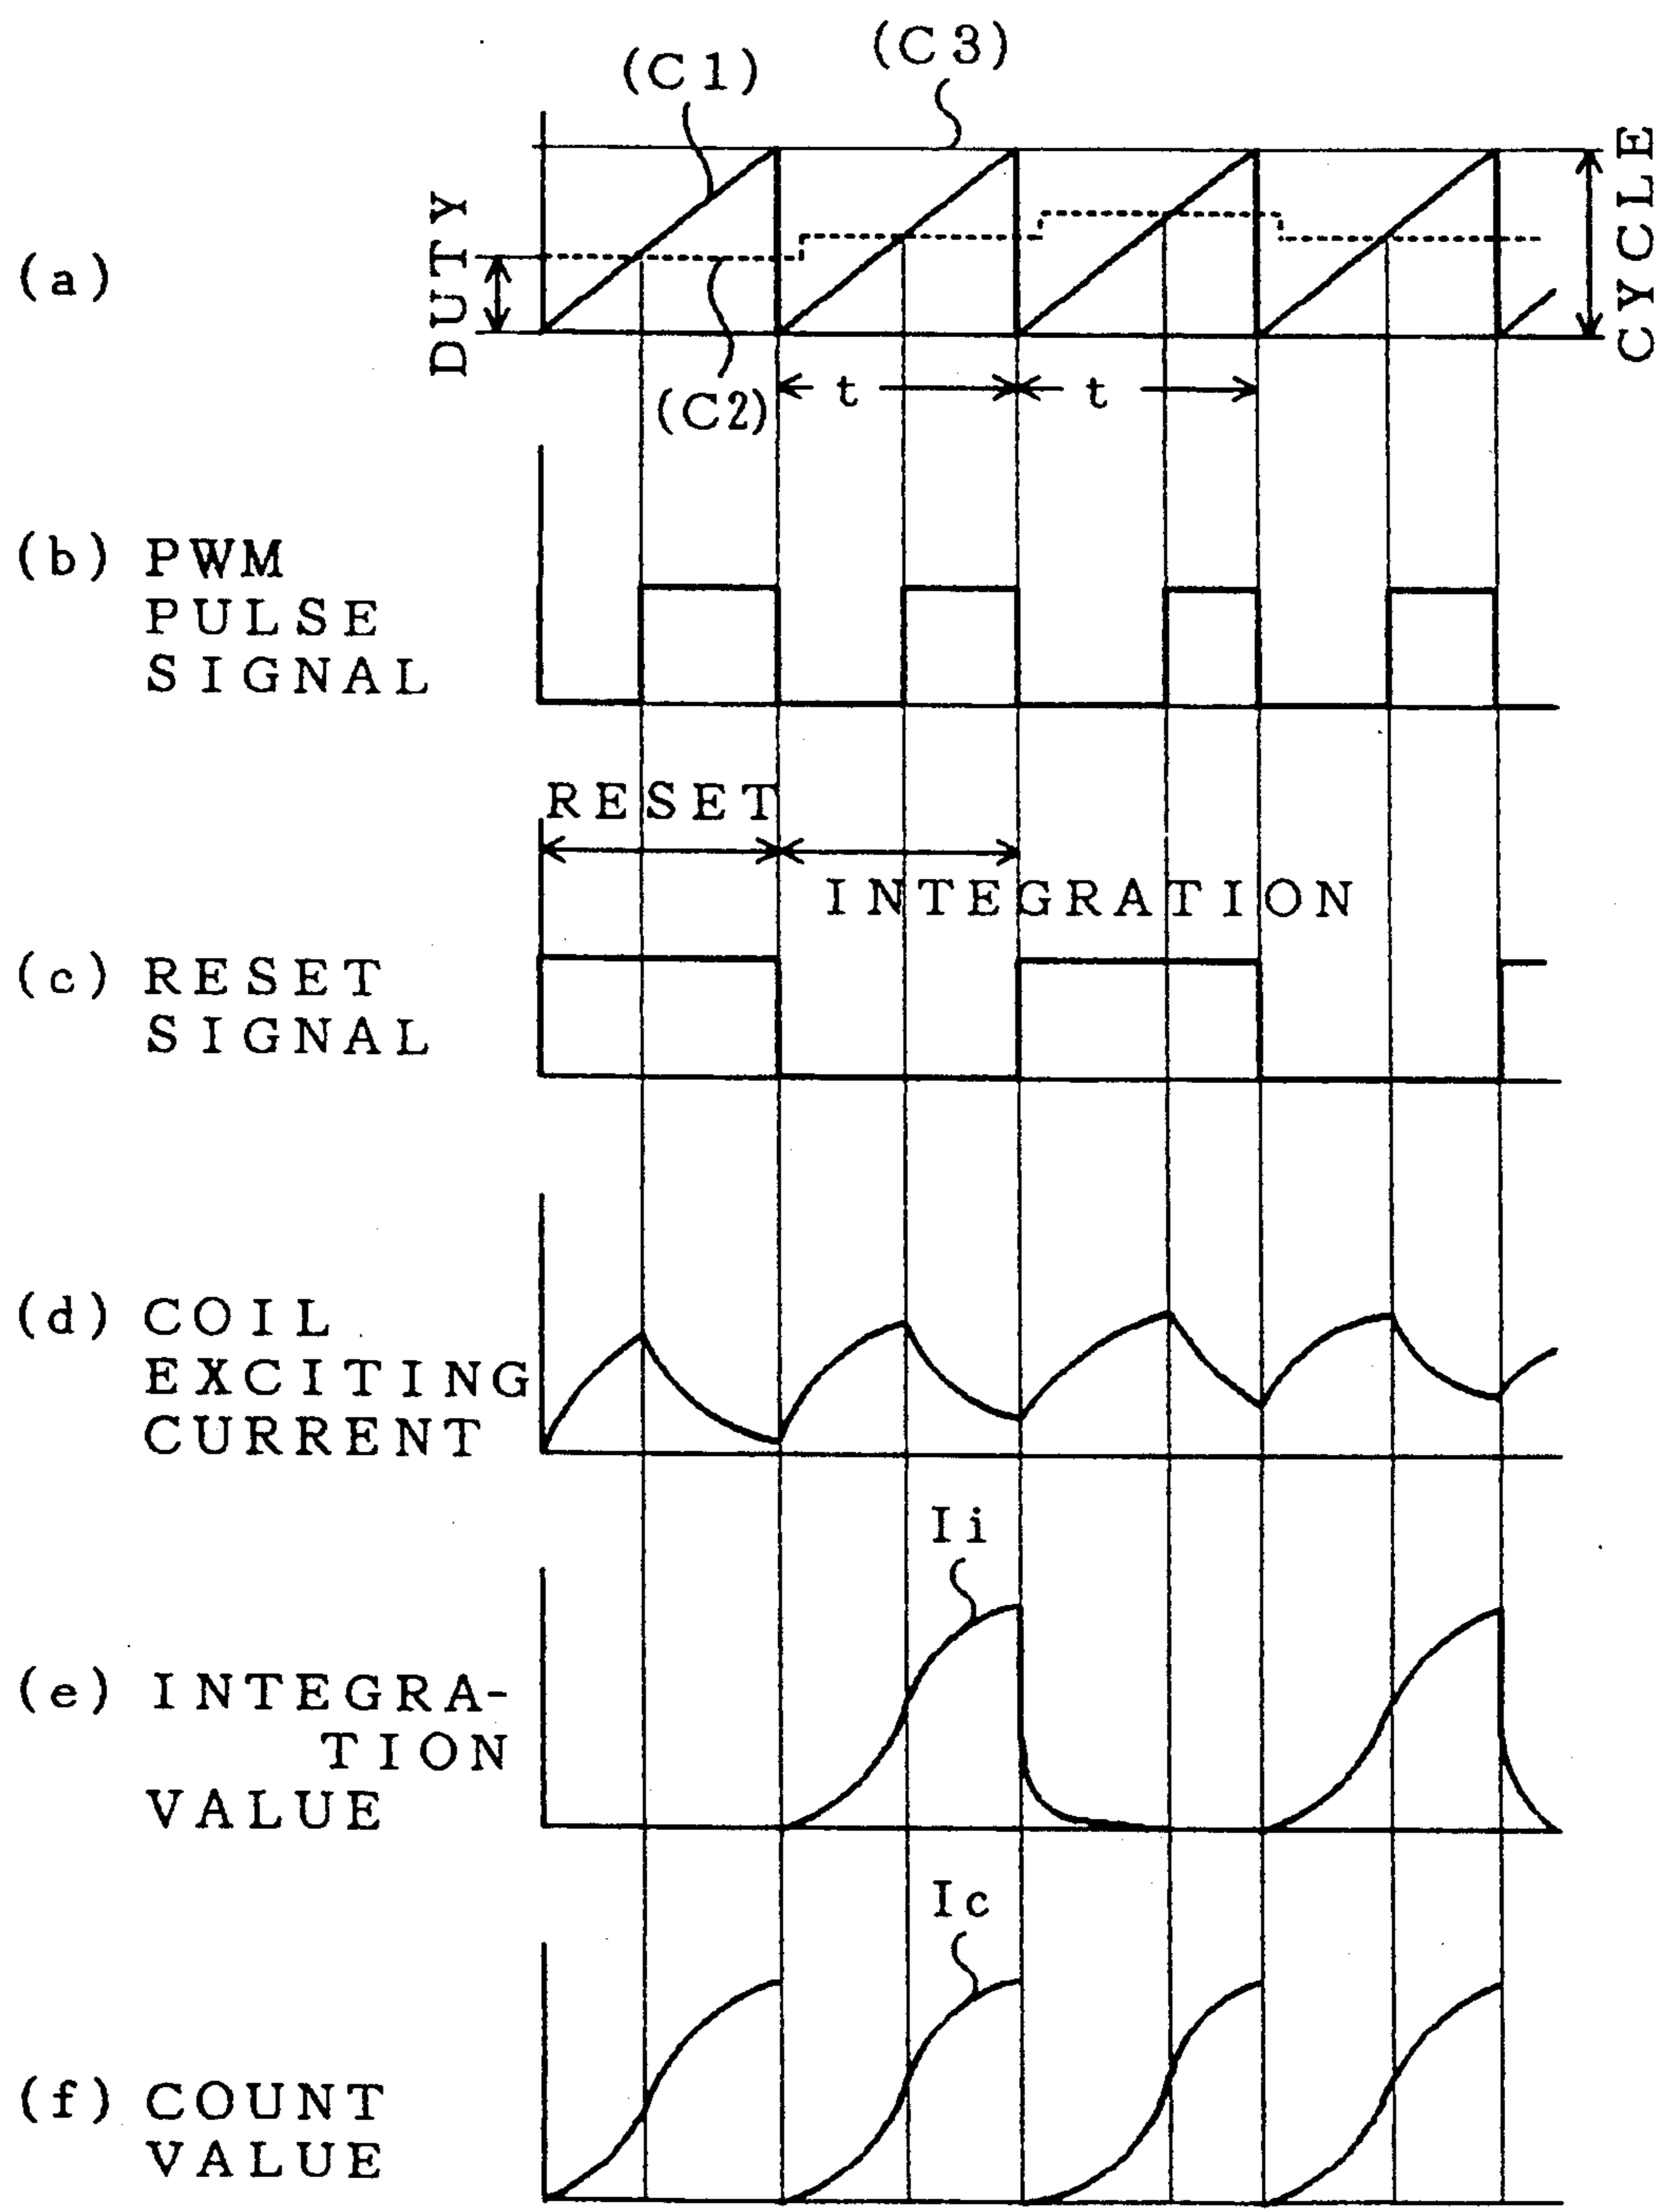 (C1)
(C3)
(a)
DUTY
CYCLE
(C2)
t
t
(b) PWM
PULSE
SIGNAL
RESET
INTEGRATION
(c) RESET
SIGNAL
(d) COIL
EXCITING
CURRENT
Ii
(e) INTEGRA-
TION
VALUE
Ic
(f) COUNT
VALUE